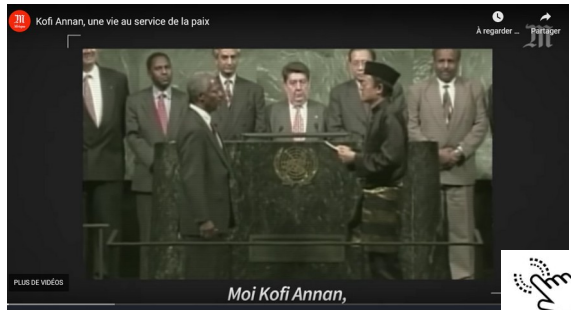 Kofi Annan, une vie au service de la paix
À regarder ...
Partager
PLUS DE VIDÉOS
Moi Kofi Annan,